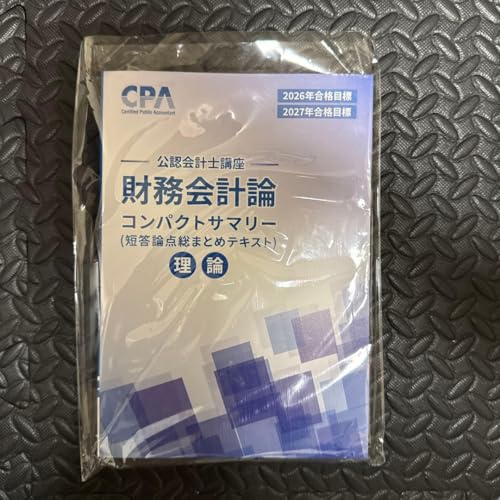 CPA
Certified Public Accountant
2026年合格目標
2027年合格目標
公認会計士講座
財務会計論
コンパクトサマリー
(短答論点総まとめテキスト)
理論